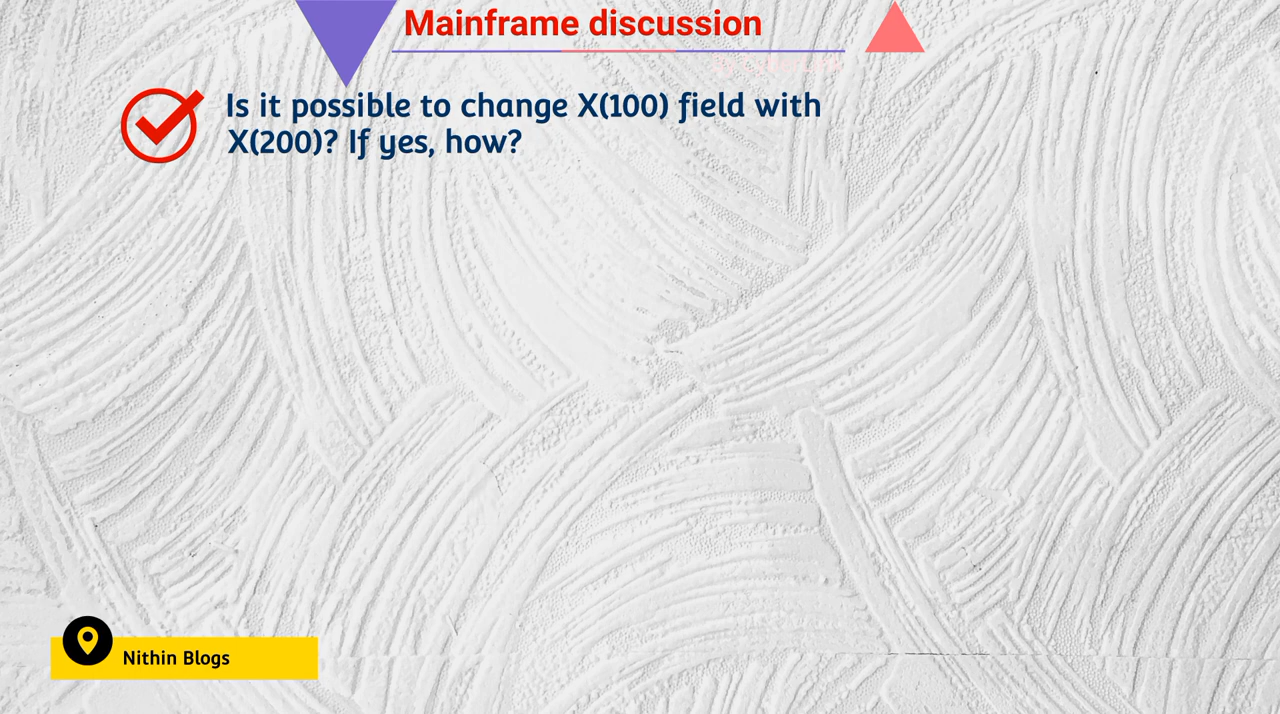 Mainframe discussion
Is it possible to change X(100) field with
X(200)? If yes, how?
Nithin Blogs